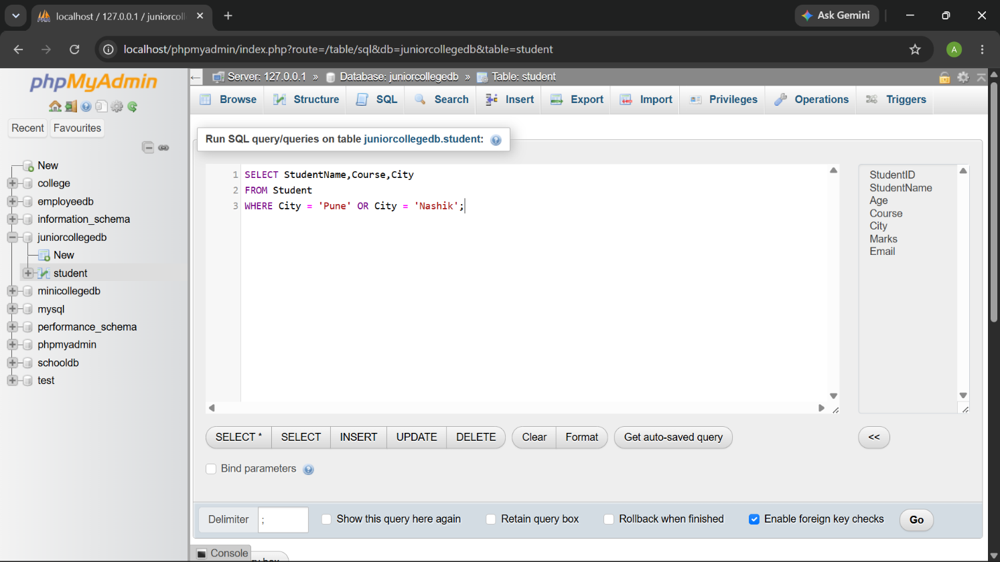 localhost / 127.0.0.1 / juniorcoll
Ask Gemini
localhost/phpmyadmin/index.php?route=/table/sql&db=juniorcollegedb&table=student
A
phpMyAdmin
Recent
Favourites
New
college
employeedb
information_schema
juniorcollegedb
New
student
minicollegedb
mysql
performance_schema
phpmyadmin
schooldb
test
Server: 127.0.0.1 » Database: juniorcollegedb » Table: student
Browse Structure SQL Search Insert Export Import Privileges Operations Triggers
Run SQL query/queries on table juniorcollegedb.student:
1 SELECT StudentName,Course,City
2 FROM Student
3 WHERE City = 'Pune' OR City = 'Nashik';
StudentID
StudentName
Age
Course
City
Marks
Email
SELECT * SELECT INSERT UPDATE DELETE Clear Format Get auto-saved query <<
Bind parameters
Delimiter ; Show this query here again Retain query box Rollback when finished Enable foreign key checks Go
Console